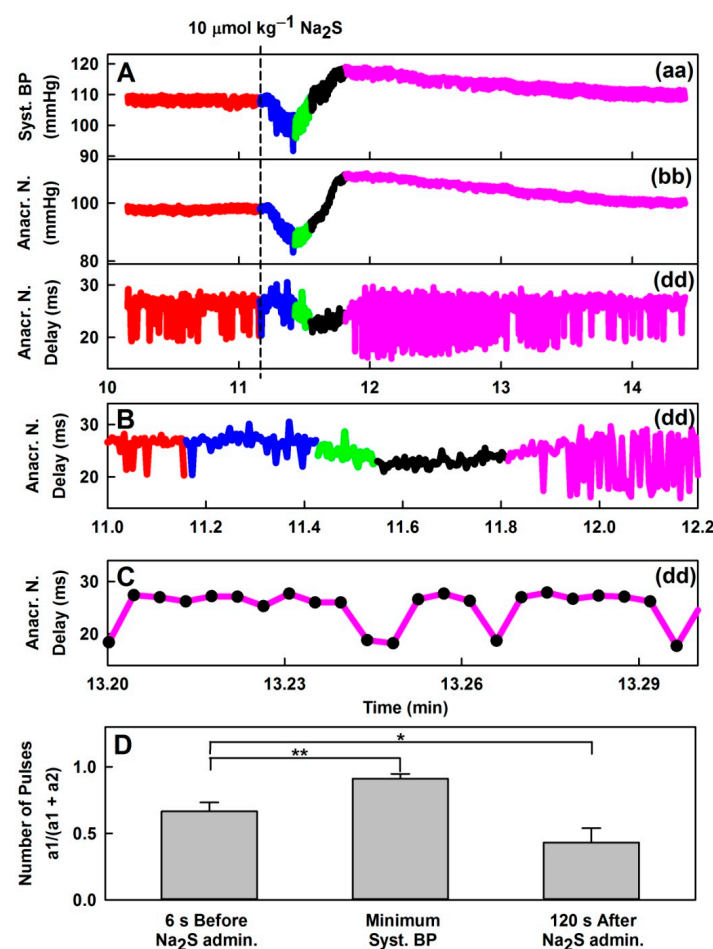 10 μmol kg⁻¹ Na₂S
A
(aa)
Syst. BP
(mmHg)
120
110
100
90
(bb)
Anacr. N.
(mmHg)
100
80
(dd)
Anacr. N.
Delay (ms)
30
20
10 11 12 13 14
B
(dd)
Anacr. N.
Delay (ms)
30
20
11.0 11.2 11.4 11.6 11.8 12.0 12.2
C
(dd)
Anacr. N.
Delay (ms)
30
20
13.20 13.23 13.26 13.29
Time (min)
D
*
**
Number of Pulses
a1/(a1 + a2)
1.0
0.5
0.0
6 s Before
Na₂S admin.
Minimum
Syst. BP
120 s After
Na₂S admin.